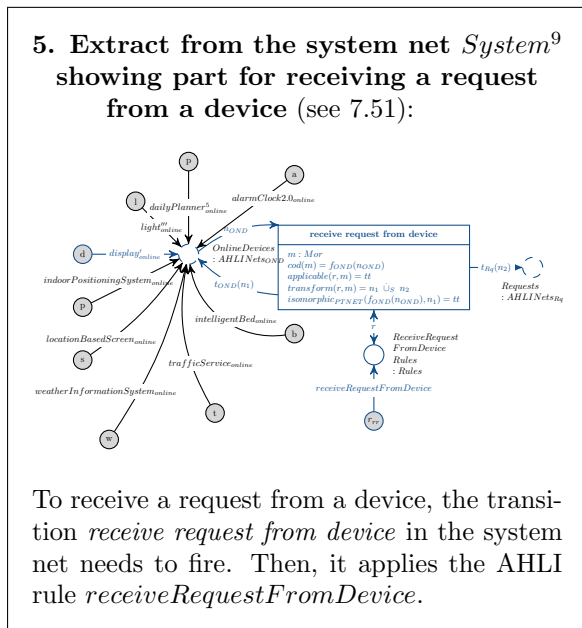 5. Extract from the system net System⁹
showing part for receiving a request
from a device (see 7.51):
p
a
l
dailyPlanner⁵online
alarmClock2.0online
light‴online
nOND
receive request from device
d
display′online
OnlineDevices
: AHLINetsOND
m : Mor
cod(m) = fOND(nOND)
applicable(r, m) = tt
transform(r, m) = n1 ∪S n2
isomorphicPTNET(fOND(nOND), n1) = tt
tRq(n2)
Requests
: AHLINetsRq
indoorPositioningSystemonline
tOND(n1)
p
intelligentBedonline
b
r
ReceiveRequest
FromDevice
Rules
: Rules
locationBasedScreenonline
s
trafficServiceonline
weatherInformationSystemonline
receiveRequestFromDevice
t
rrr
w
To receive a request from a device, the transi-
tion receive request from device in the system
net needs to fire. Then, it applies the AHLI
rule receiveRequestFromDevice.